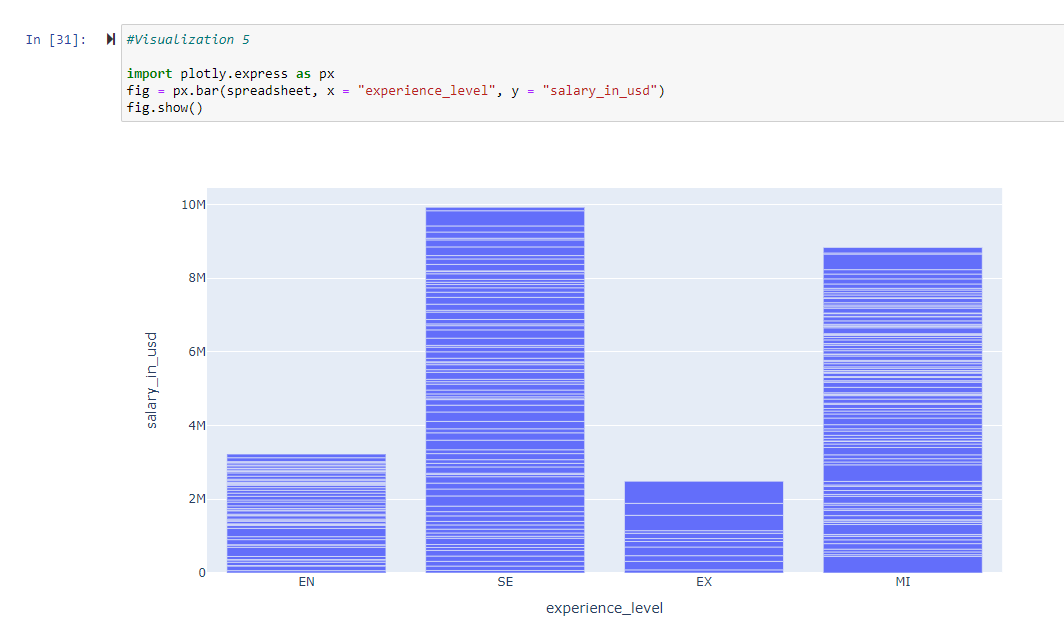 In [31]:
#Visualization 5
import plotly.express as px
fig = px.bar(spreadsheet, x = "experience_level", y = "salary_in_usd")
fig.show()
10M
8M
6M
4M
2M
0
salary_in_usd
EN SE EX MI
experience_level